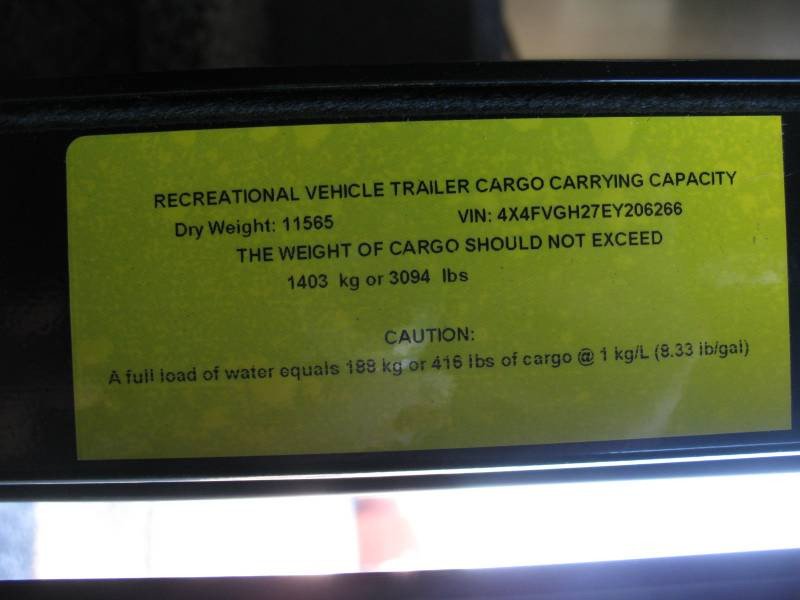 RECREATIONAL VEHICLE TRAILER CARGO CARRYING CAPACITY
Dry Weight: 11565 VIN: 4X4FVGH27EY206266
THE WEIGHT OF CARGO SHOULD NOT EXCEED
1403 kg or 3094 lbs
CAUTION:
A full load of water equals 188 kg or 416 lbs of cargo @ 1 kg/L (8.33 lb/gal)